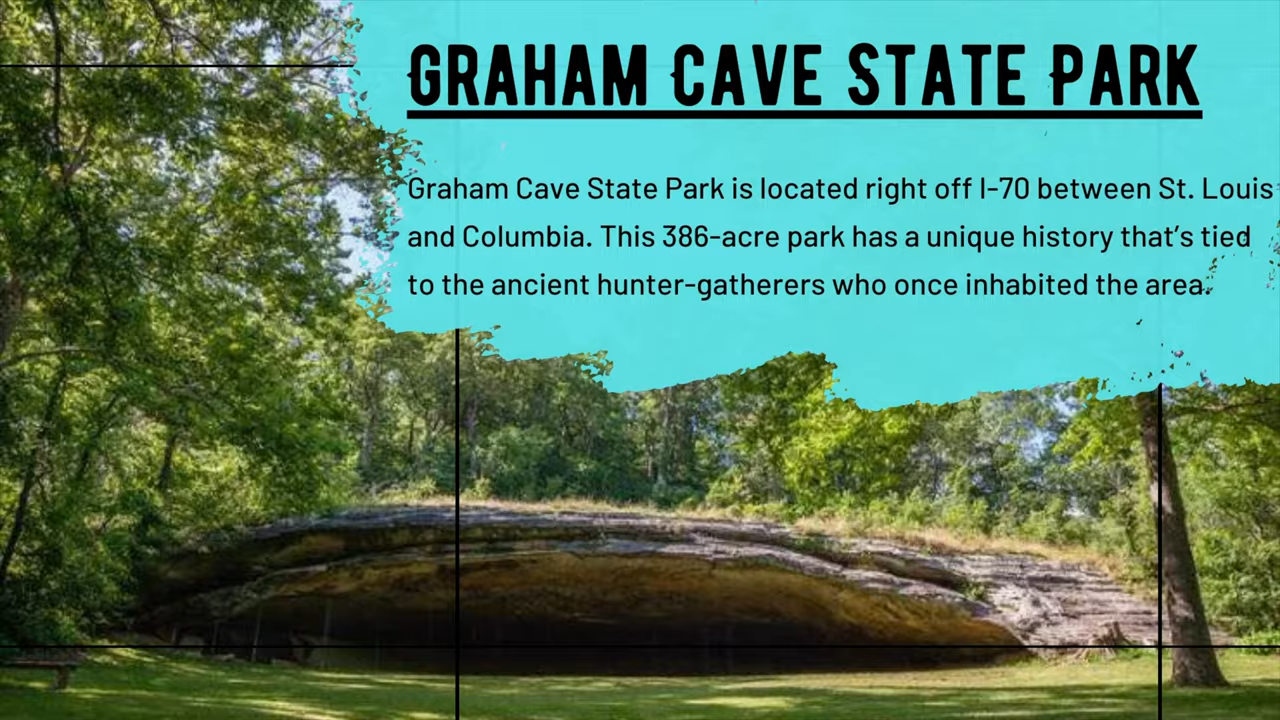 GRAHAM CAVE STATE PARK
Graham Cave State Park is located right off I-70 between St. Louis
and Columbia. This 386-acre park has a unique history that's tied
to the ancient hunter-gatherers who once inhabited the area.